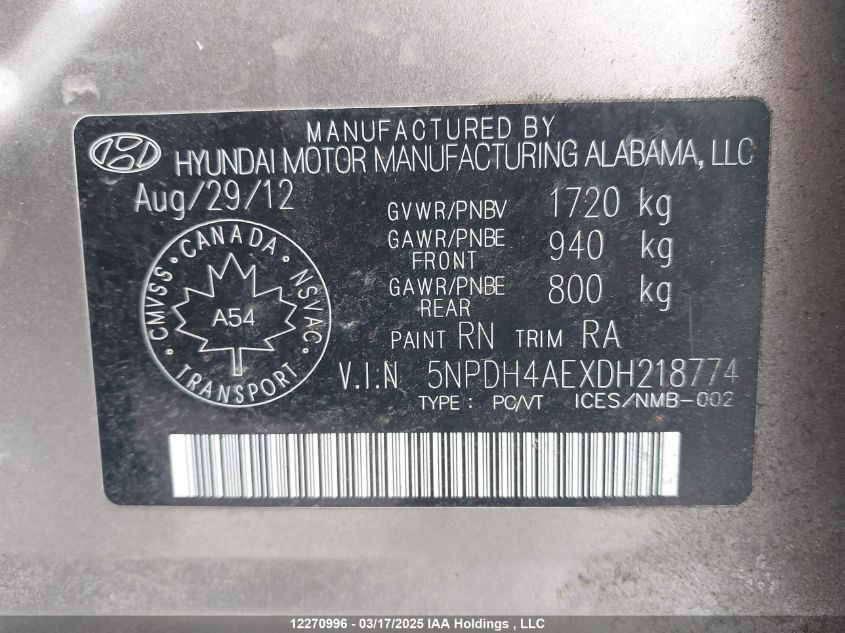 MANUFACTURED BY
HYUNDAI MOTOR MANUFACTURING ALABAMA, LLC
Aug/29/12
GVWR/PNBV 1720 kg
GAWR/PNBE FRONT 940 kg
GAWR/PNBE REAR 800 kg
CANADA
CMVSS NSVAC
A54
TRANSPORT
PAINT RN TRIM RA
V.I.N 5NPDH4AEXDH218774
TYPE : PC/VT ICES/NMB-002
12270996 - 03/17/2025 IAA Holdings , LLC